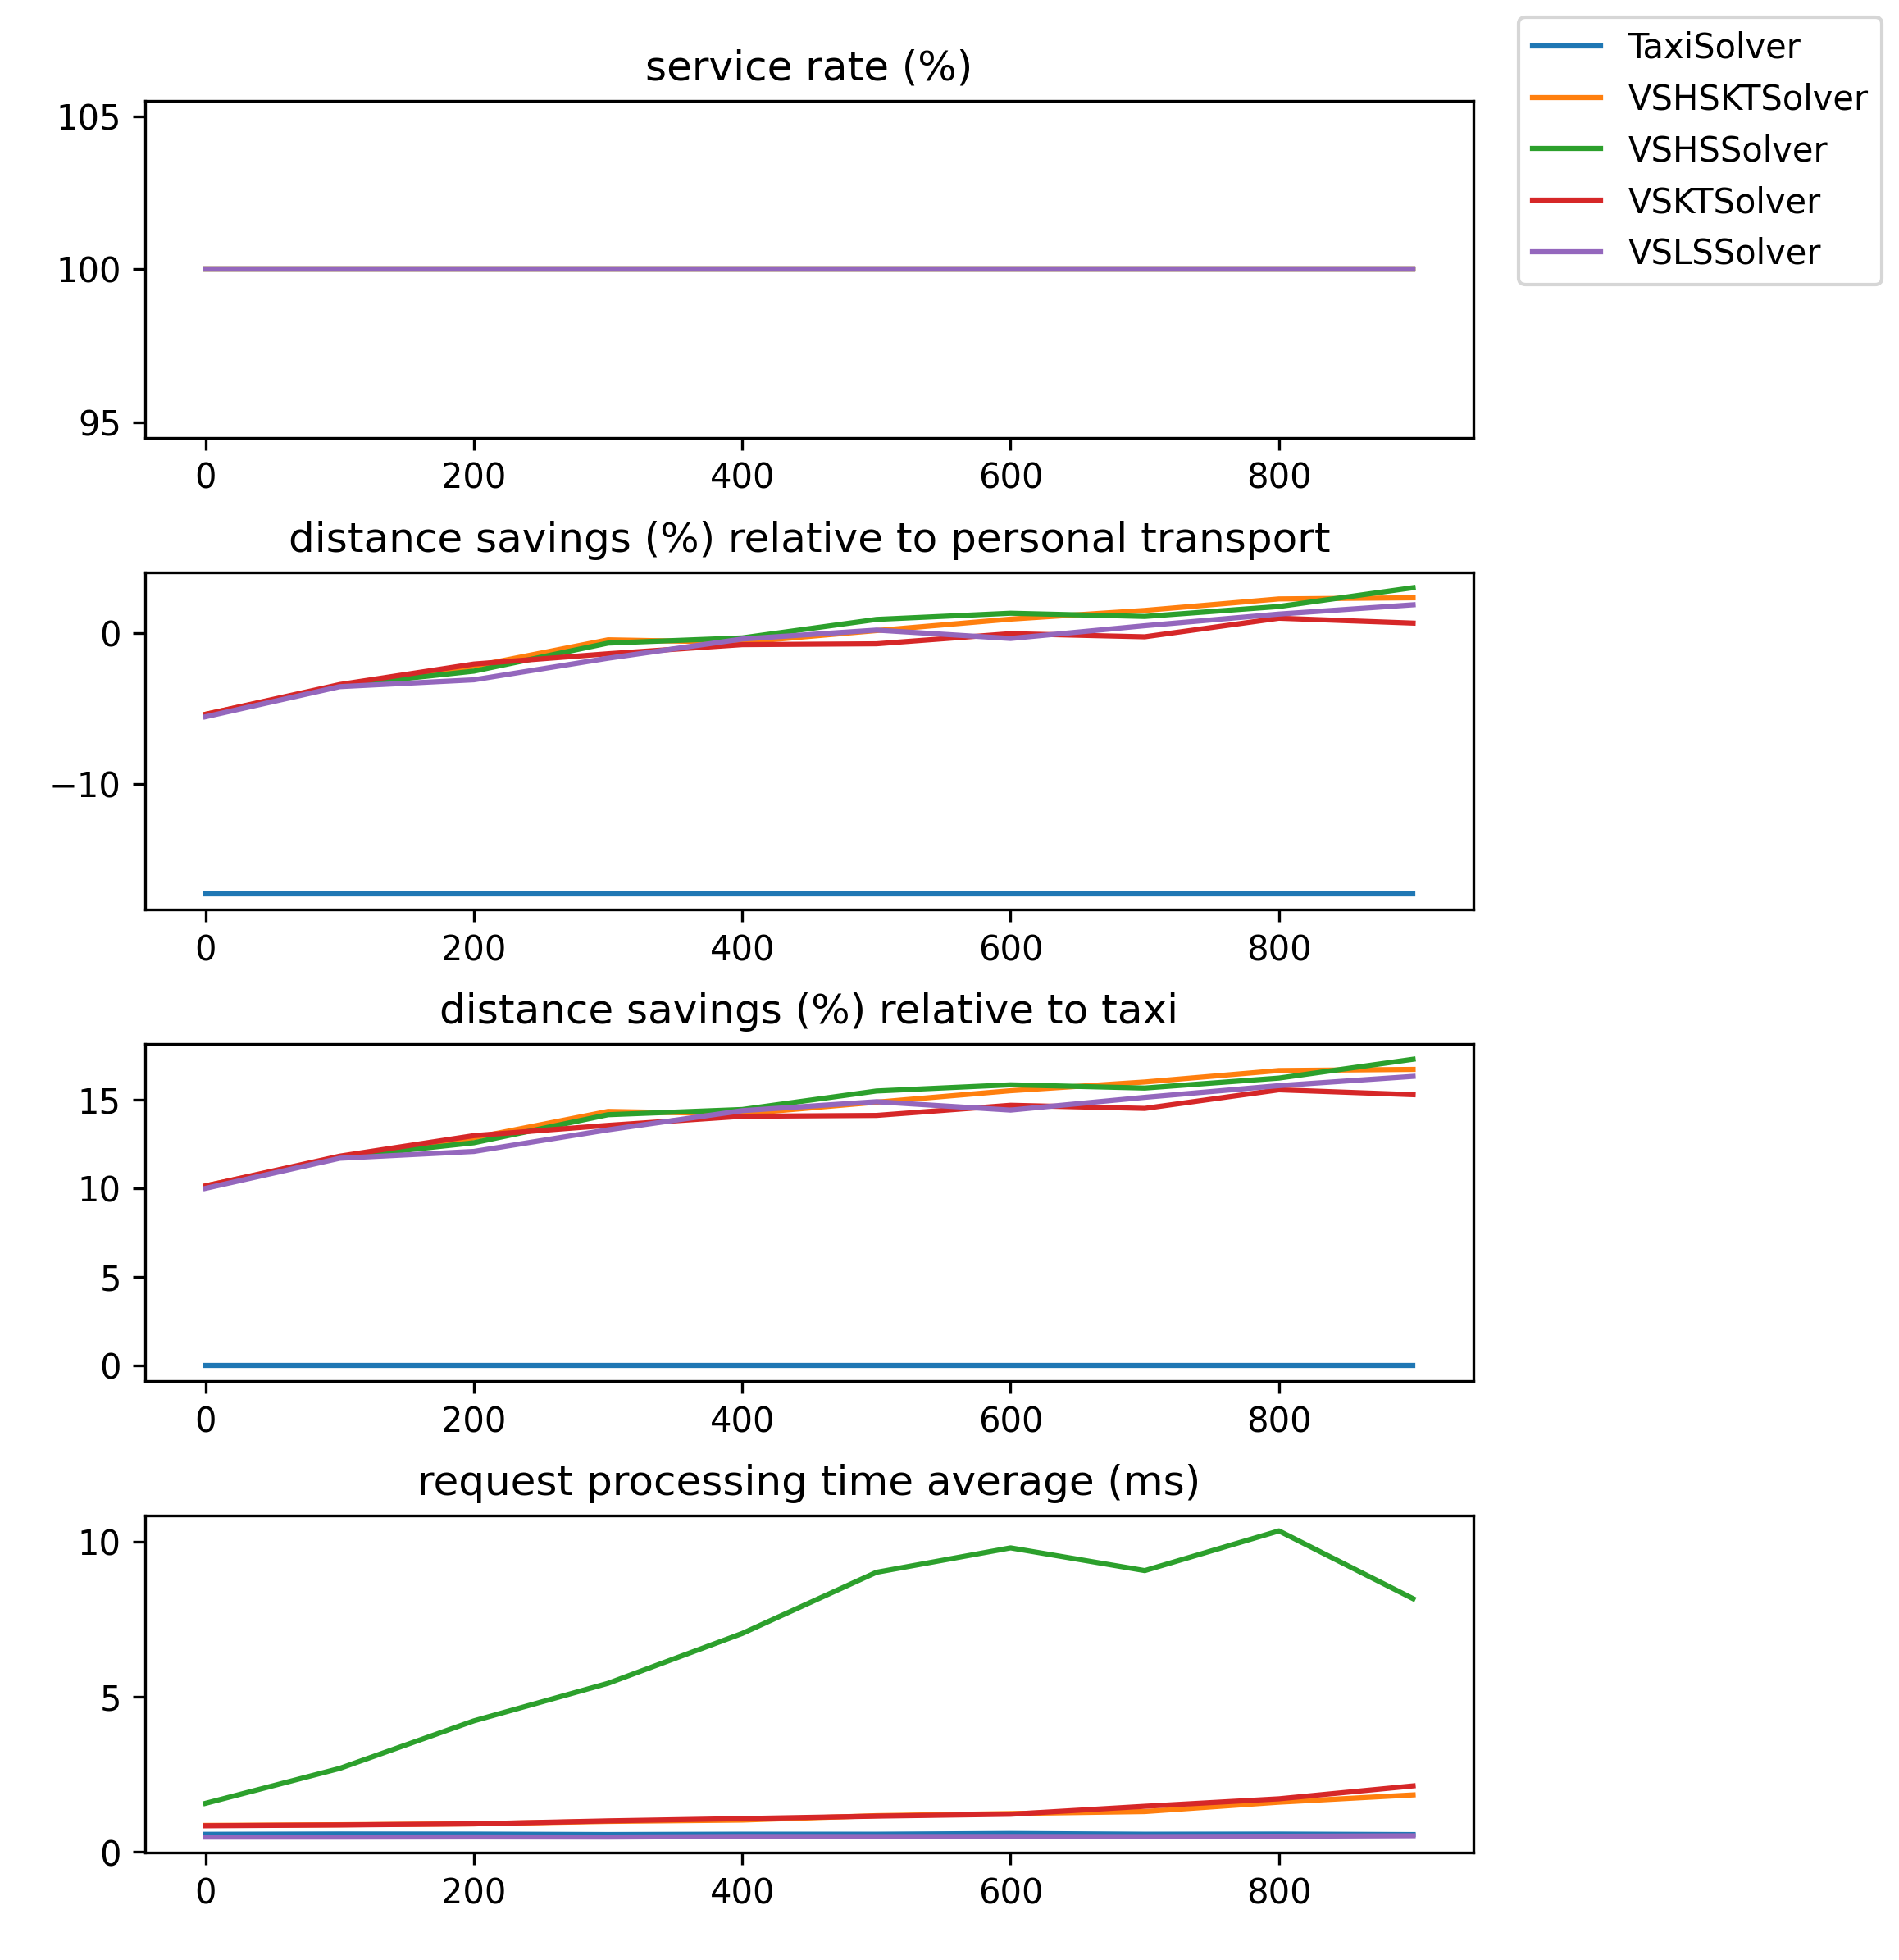 TaxiSolver
VSHSKTSolver
VSHSSolver
VSKTSolver
VSLSSolver
service rate (%)
105
100
95
0 200 400 600 800
distance savings (%) relative to personal transport
0
−10
0 200 400 600 800
distance savings (%) relative to taxi
15
10
5
0
0 200 400 600 800
request processing time average (ms)
10
5
0
0 200 400 600 800